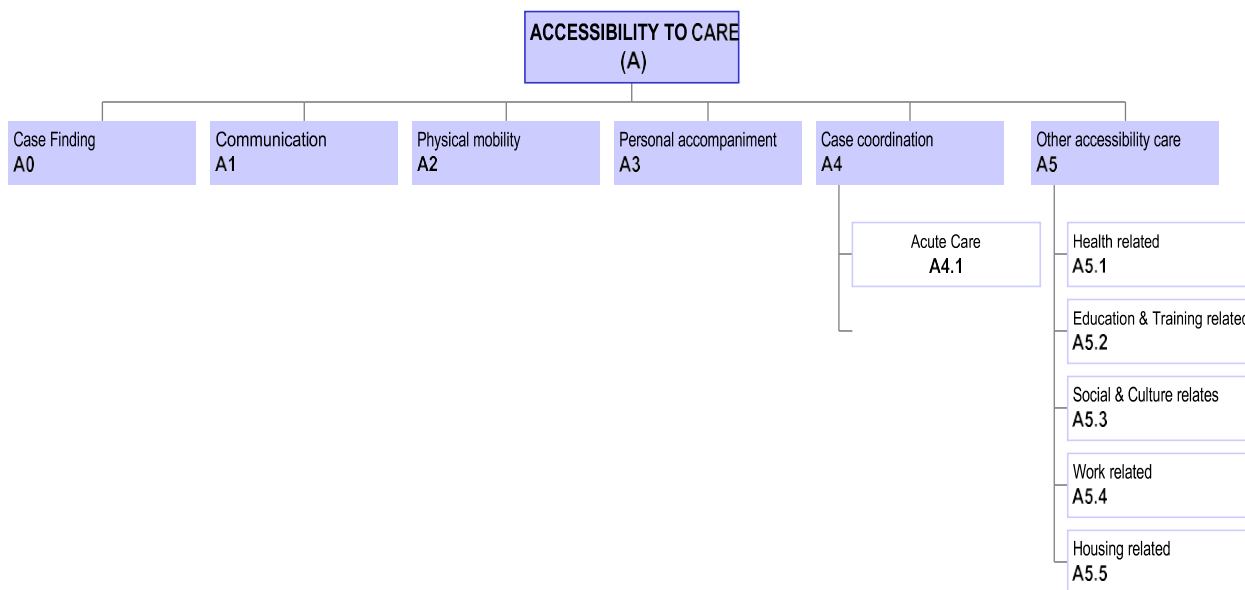 ACCESSIBILITY TO CARE
(A)
Case Finding
A0
Communication
A1
Physical mobility
A2
Personal accompaniment
A3
Case coordination
A4
Other accessibility care
A5
Acute Care
A4.1
Health related
A5.1
Education & Training related
A5.2
Social & Culture relates
A5.3
Work related
A5.4
Housing related
A5.5